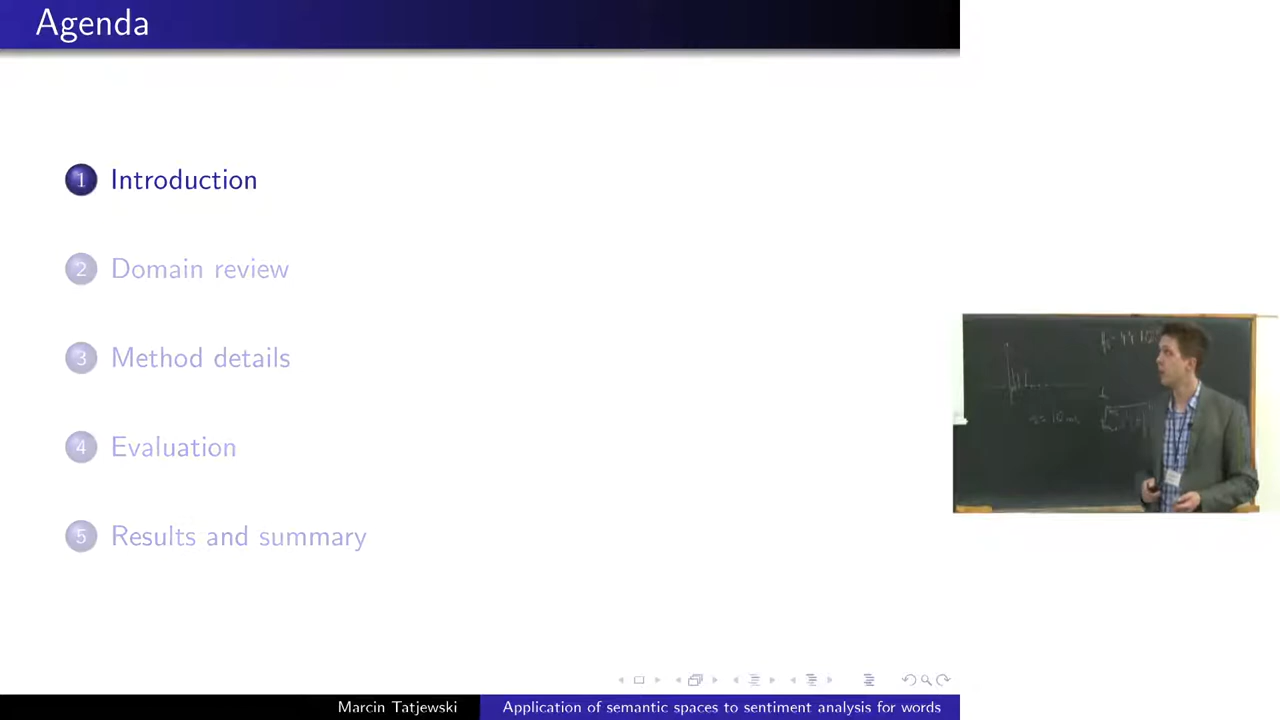 Agenda
1 Introduction
2 Domain review
3 Method details
4 Evaluation
5 Results and summary
Marcin Tatjewski
Application of semantic spaces to sentiment analysis for words